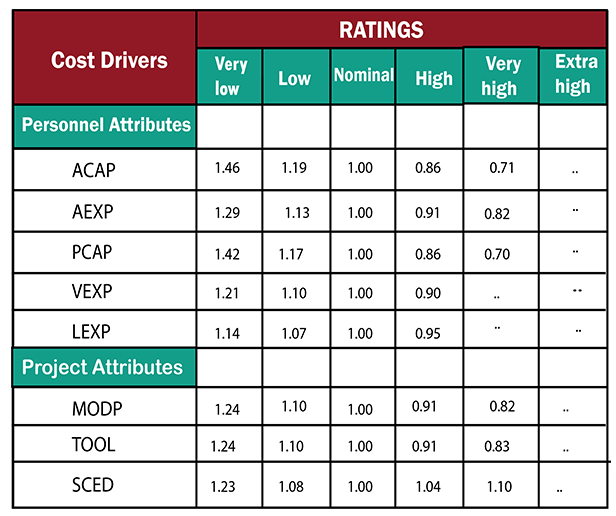 Cost Drivers RATINGS
Very low Low Nominal High Very high Extra high
Personnel Attributes
ACAP 1.46 1.19 1.00 0.86 0.71 ..
AEXP 1.29 1.13 1.00 0.91 0.82 ..
PCAP 1.42 1.17 1.00 0.86 0.70 ..
VEXP 1.21 1.10 1.00 0.90 .. ..
LEXP 1.14 1.07 1.00 0.95 .. ..
Project Attributes
MODP 1.24 1.10 1.00 0.91 0.82 ..
TOOL 1.24 1.10 1.00 0.91 0.83 ..
SCED 1.23 1.08 1.00 1.04 1.10 ..